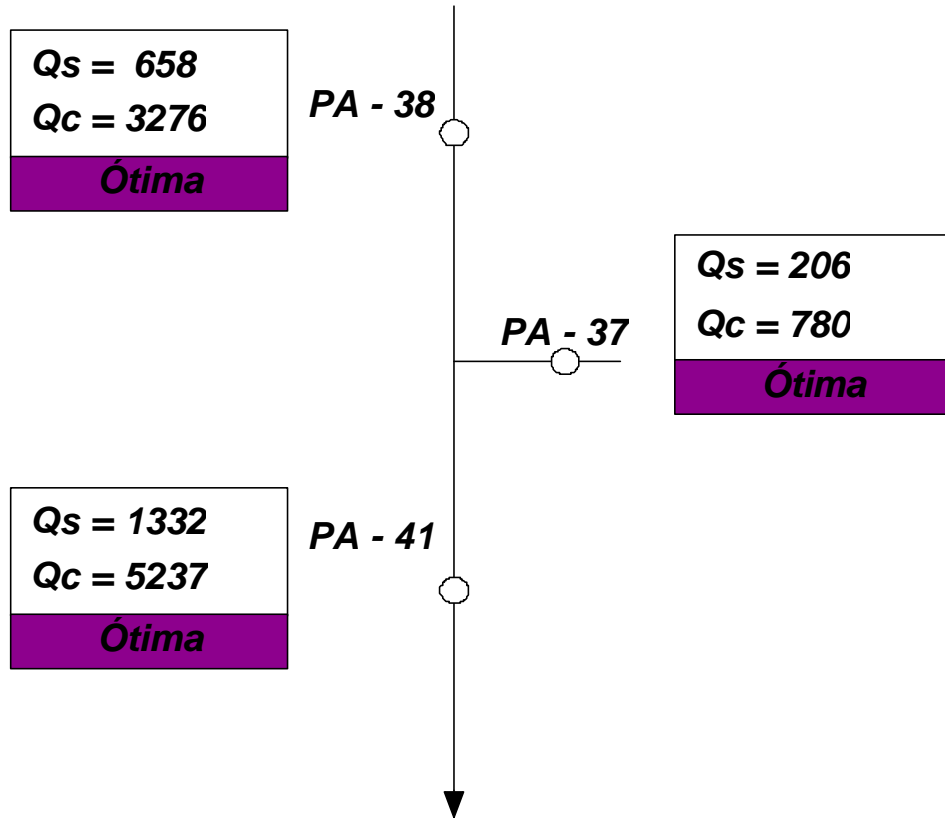 Qs = 658
Qc = 3276
Ótima
PA - 38
Qs = 206
Qc = 780
Ótima
PA - 37
Qs = 1332
Qc = 5237
Ótima
PA - 41